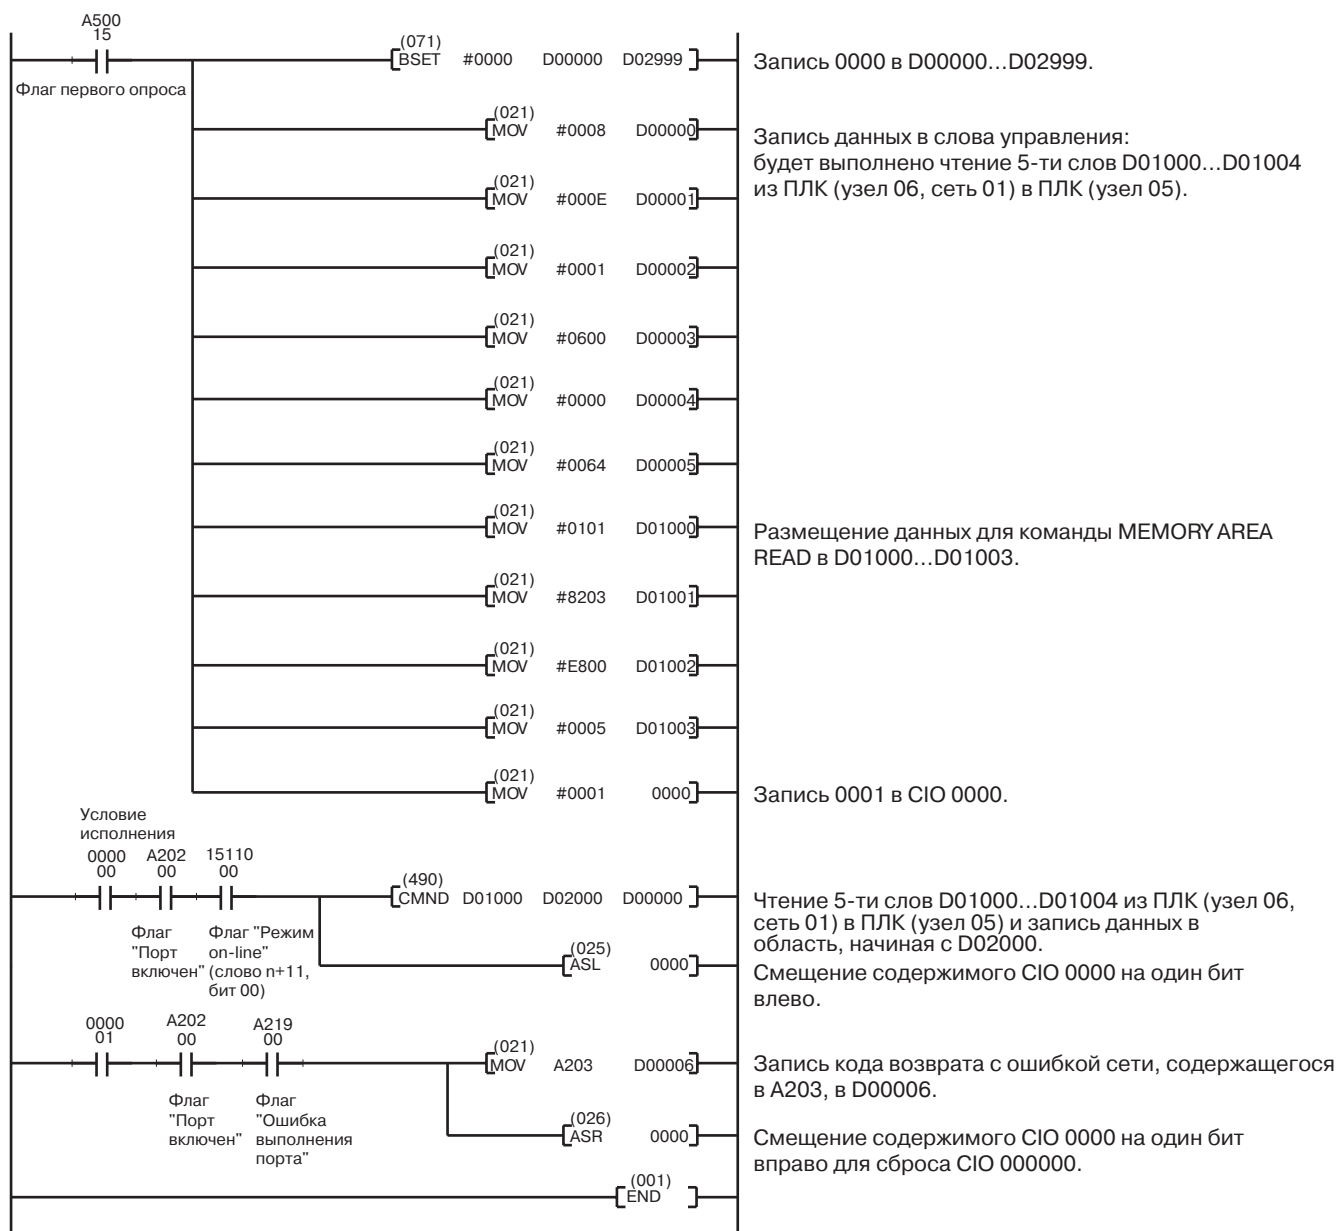 A500
15
Флаг первого опроса
(071)
BSET #0000 D00000 D02999
Запись 0000 в D00000...D02999.
(021)
MOV #0008 D00000
Запись данных в слова управления:
будет выполнено чтение 5-ти слов D01000...D01004
из ПЛК (узел 06, сеть 01) в ПЛК (узел 05).
(021)
MOV #000E D00001
(021)
MOV #0001 D00002
(021)
MOV #0600 D00003
(021)
MOV #0000 D00004
(021)
MOV #0064 D00005
(021)
MOV #0101 D01000
Размещение данных для команды MEMORY AREA
READ в D01000...D01003.
(021)
MOV #8203 D01001
(021)
MOV #E800 D01002
(021)
MOV #0005 D01003
(021)
MOV #0001 0000
Запись 0001 в CIO 0000.
Условие
исполнения
0000 A202 15110
00 00 00
Флаг
"Порт
включен"
Флаг "Режим
on-line"
(слово n+11,
бит 00)
(490)
CMND D01000 D02000 D00000
Чтение 5-ти слов D01000...D01004 из ПЛК (узел 06,
сеть 01) в ПЛК (узел 05) и запись данных в
область, начиная с D02000.
(025)
ASL 0000
Смещение содержимого CIO 0000 на один бит
влево.
0000 A202 A219
01 00 00
Флаг
"Порт
включен"
Флаг
"Ошибка
выполнения
порта"
(021)
MOV A203 D00006
Запись кода возврата с ошибкой сети, содержащегося
в A203, в D00006.
(026)
ASR 0000
Смещение содержимого CIO 0000 на один бит
вправо для сброса CIO 000000.
(001)
END